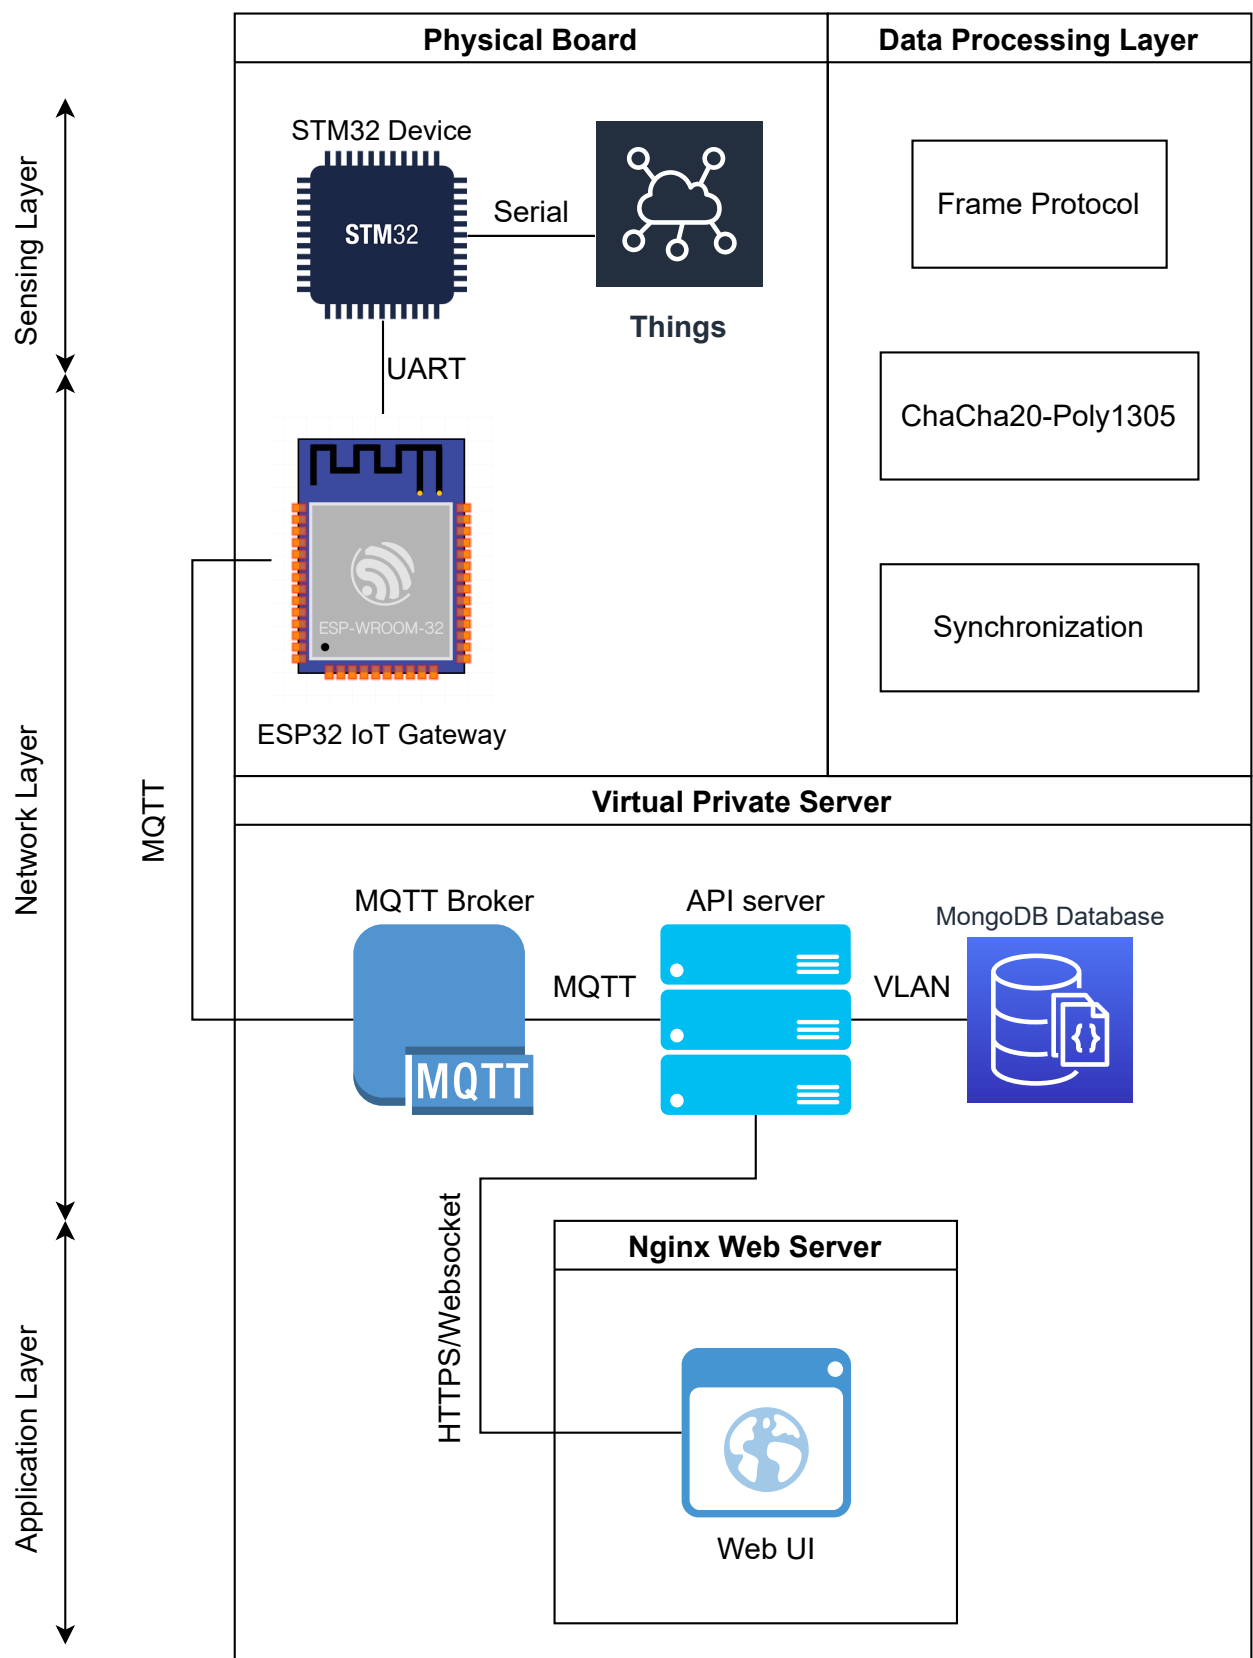 Physical Board
Data Processing Layer
Sensing Layer
STM32 Device
STM32
Serial
Things
Frame Protocol
UART
ChaCha20-Poly1305
ESP-WROOM-32
Synchronization
ESP32 IoT Gateway
Network Layer
MQTT
Virtual Private Server
MQTT Broker
API server
MongoDB Database
MQTT
VLAN
{}
MQTT
HTTPS/Websocket
Nginx Web Server
Application Layer
Web UI